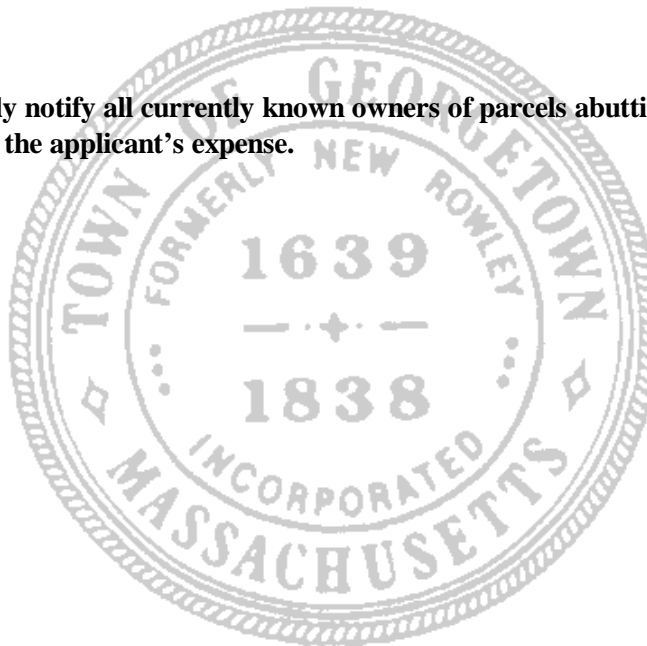 ly notify all currently known owners of parcels abutti
the applicant’s expense.
TOWN OF GEORGETOWN
FORMERLY NEW ROWLEY
1639
1838
INCORPORATED
MASSACHUSETTS